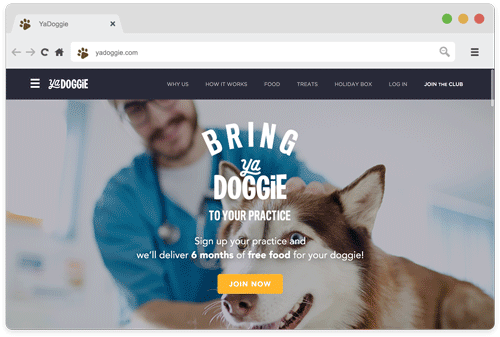 YaDoggie
yadoggie.com
ya DOGGiE
WHY US HOW IT WORKS FOOD TREATS HOLIDAY BOX LOG IN JOIN THE CLUB
BRING
ya
DOGGiE
TO YOUR PRACTICE
Sign up your practice and
we'll deliver 6 months of free food for your doggie!
JOIN NOW